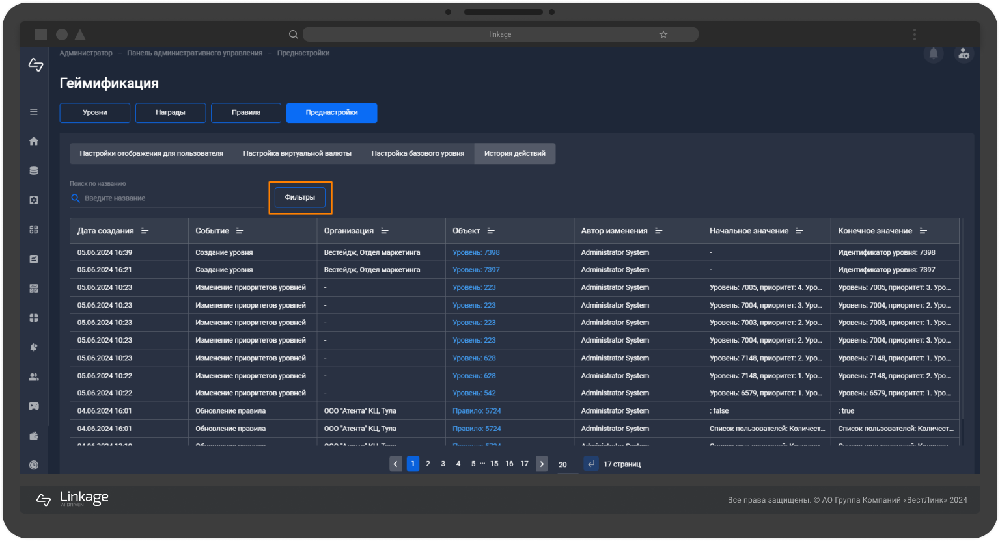 linkage
Администратор – Панель административного управления – Преднастройки
Геймификация
Уровни Награды Правила Преднастройки
Настройки отображения для пользователя Настройка виртуальной валюты Настройка базового уровня История действий
Поиск по названию
Введите название Фильтры
Дата создания Событие Организация Объект Автор изменения Начальное значение Конечное значение
05.06.2024 16:39 Создание уровня Вестейдж, Отдел маркетинга Уровень: 7398 Administrator System - Идентификатор уровня: 7398
05.06.2024 16:21 Создание уровня Вестейдж, Отдел маркетинга Уровень: 7397 Administrator System - Идентификатор уровня: 7397
05.06.2024 10:23 Изменение приоритетов уровней - Уровень: 223 Administrator System Уровень: 7005, приоритет: 4. Уро... Уровень: 7005, приоритет: 3. Уро...
05.06.2024 10:23 Изменение приоритетов уровней - Уровень: 223 Administrator System Уровень: 7004, приоритет: 3. Уро... Уровень: 7004, приоритет: 2. Уро...
05.06.2024 10:23 Изменение приоритетов уровней - Уровень: 223 Administrator System Уровень: 7003, приоритет: 2. Уро... Уровень: 7003, приоритет: 1. Уро...
05.06.2024 10:23 Изменение приоритетов уровней - Уровень: 223 Administrator System Уровень: 7004, приоритет: 2. Уро... Уровень: 7004, приоритет: 3. Уро...
05.06.2024 10:23 Изменение приоритетов уровней - Уровень: 628 Administrator System Уровень: 7148, приоритет: 2. Уро... Уровень: 7148, приоритет: 1. Уро...
05.06.2024 10:22 Изменение приоритетов уровней - Уровень: 628 Administrator System Уровень: 7148, приоритет: 1. Уро... Уровень: 7148, приоритет: 2. Уро...
05.06.2024 10:22 Изменение приоритетов уровней - Уровень: 542 Administrator System Уровень: 6579, приоритет: 1. Уро... Уровень: 6579, приоритет: 1. Уро...
04.06.2024 16:01 Обновление правила ООО "Атента" КЦ, Тула Правило: 5724 Administrator System : false : true
04.06.2024 16:01 Обновление правила ООО "Атента" КЦ, Тула Правило: 5724 Administrator System Список пользователей: Количест... Список пользователей: Количест...
1 2 3 4 5 ... 15 16 17 20 17 страниц
Linkage
AI DRIVEN
Все права защищены. © АО Группа Компаний «ВестЛинк» 2024